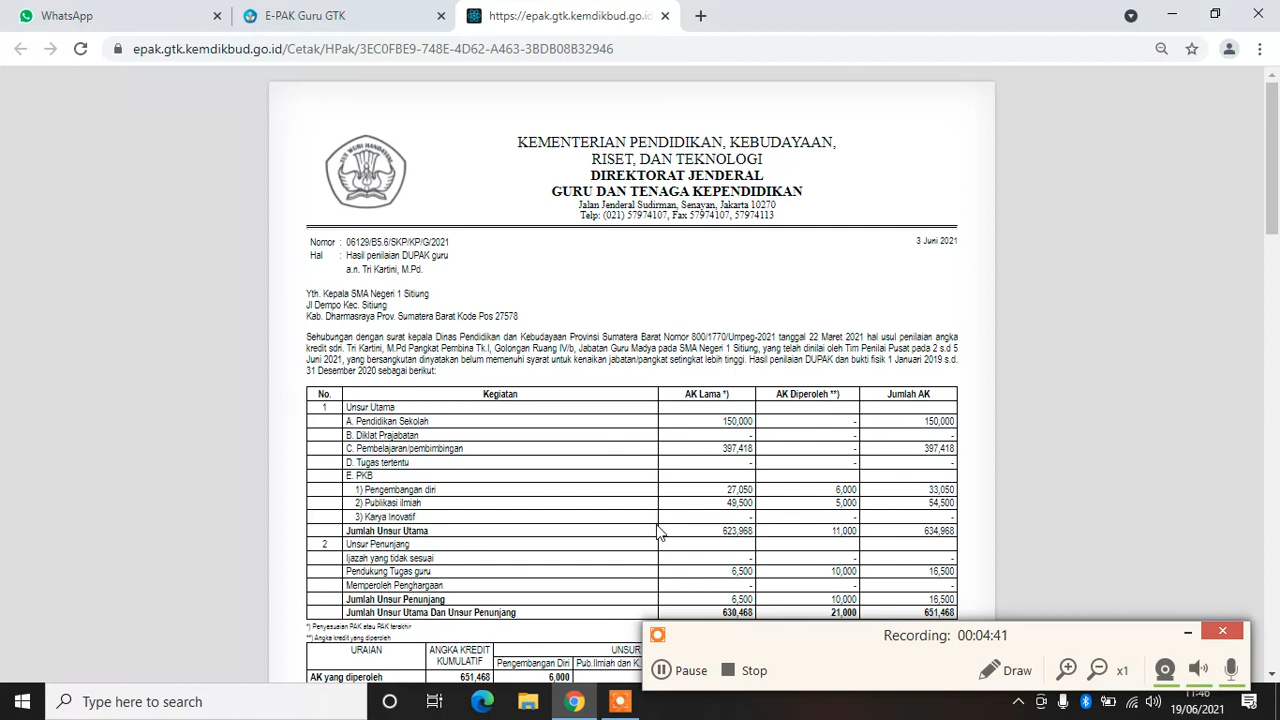 WhatsApp
E-PAK Guru GTK
https://epak.gtk.kemdikbud.go.id
epak.gtk.kemdikbud.go.id/Cetak/HPak/3EC0FBE9-748E-4D62-A463-3BDB08B32946
TUT WURI HANDAYANI
KEMENTERIAN PENDIDIKAN, KEBUDAYAAN,
RISET, DAN TEKNOLOGI
DIREKTORAT JENDERAL
GURU DAN TENAGA KEPENDIDIKAN
Jalan Jenderal Sudirman, Senayan, Jakarta 10270
Telp: (021) 57974107, Fax 57974107, 57974113
Nomor : 06129/B5.6/SKP/KP/G/2021 3 Juni 2021
Hal : Hasil penilaian DUPAK guru
a.n. Tri Kartini, M.Pd.
Yth. Kepala SMA Negeri 1 Sitiung
Jl Dempo Kec. Sitiung
Kab. Dharmasraya Prov. Sumatera Barat Kode Pos 27578
Sehubungan dengan surat kepala Dinas Pendidikan dan Kebudayaan Provinsi Sumatera Barat Nomor 800/1770/Umpeg-2021 tanggal 22 Maret 2021 hal usul penilaian angka
kredit sdri. Tri Kartini, M.Pd Pangkat Pembina Tk.I, Golongan Ruang IV/b, Jabatan Guru Madya pada SMA Negeri 1 Sitiung, yang telah dinilai oleh Tim Penilai Pusat pada 2 s.d 5
Juni 2021, yang bersangkutan dinyatakan belum memenuhi syarat untuk kenaikan jabatan/pangkat setingkat lebih tinggi. Hasil penilaian DUPAK dan bukti fisik 1 Januari 2019 s.d.
31 Desember 2020 sebagai berikut:
No. Kegiatan AK Lama *) AK Diperoleh **) Jumlah AK
1 Unsur Utama
A. Pendidikan Sekolah 150,000 - 150,000
B. Diklat Prajabatan - - -
C. Pembelajaran/pembimbingan 397,418 - 397,418
D. Tugas tertentu - - -
E. PKB
1) Pengembangan diri 27,050 6,000 33,050
2) Publikasi ilmiah 49,500 5,000 54,500
3) Karya Inovatif - - -
Jumlah Unsur Utama 623,968 11,000 634,968
2 Unsur Penunjang
Ijazah yang tidak sesuai - - -
Pendukung Tugas guru 6,500 10,000 16,500
Memperoleh Penghargaan - - -
Jumlah Unsur Penunjang 6,500 10,000 16,500
Jumlah Unsur Utama Dan Unsur Penunjang 630,468 21,000 651,468
*) Penyesuaian PAK atau PAK terakhir
**) Angka kredit yang diperoleh
URAIAN ANGKA KREDIT KUMULATIF
Pengembangan Diri Pub.Ilmiah dan K.
AK yang diperoleh 651,468 6,000
Recording: 00:04:41
Pause Stop Draw x1
Type here to search
11:46
19/06/2021